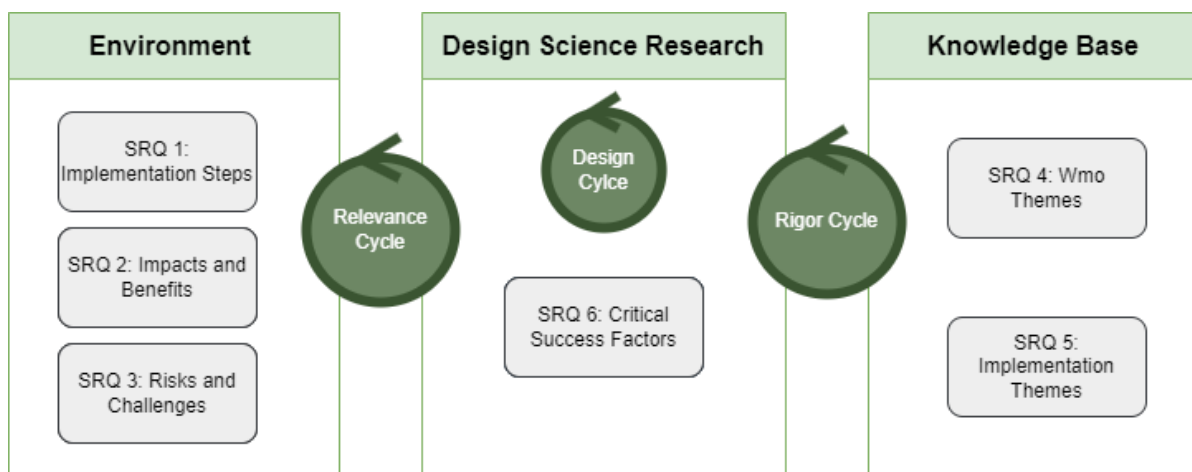 Environment
SRQ 1:
Implementation Steps
SRQ 2: Impacts and
Benefits
SRQ 3: Risks and
Challenges
Relevance
Cycle
Design Science Research
Design
Cylce
SRQ 6: Critical
Success Factors
Rigor Cycle
Knowledge Base
SRQ 4: Wmo
Themes
SRQ 5:
Implementation
Themes